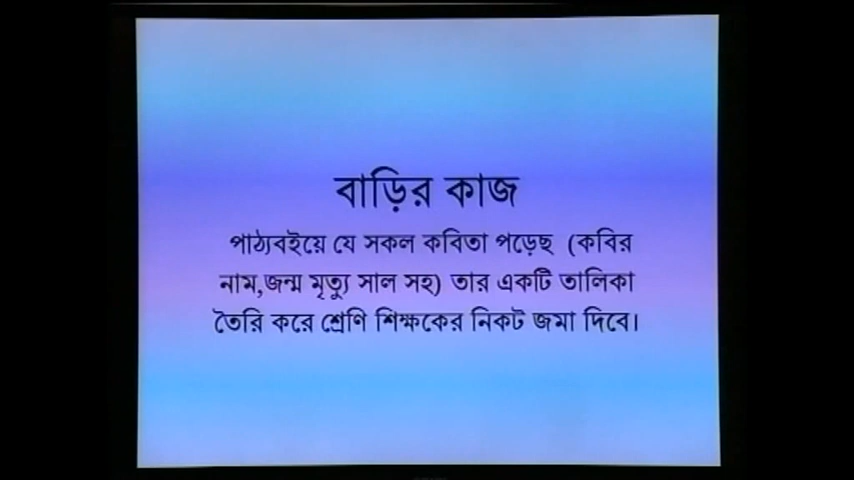 বাড়ির কাজ
পাঠ্যবইয়ে যে সকল কবিতা পড়েছ (কবির
নাম,জন্ম মৃত্যু সাল সহ) তার একটি তালিকা
তৈরি করে শ্রেণি শিক্ষকের নিকট জমা দিবে।